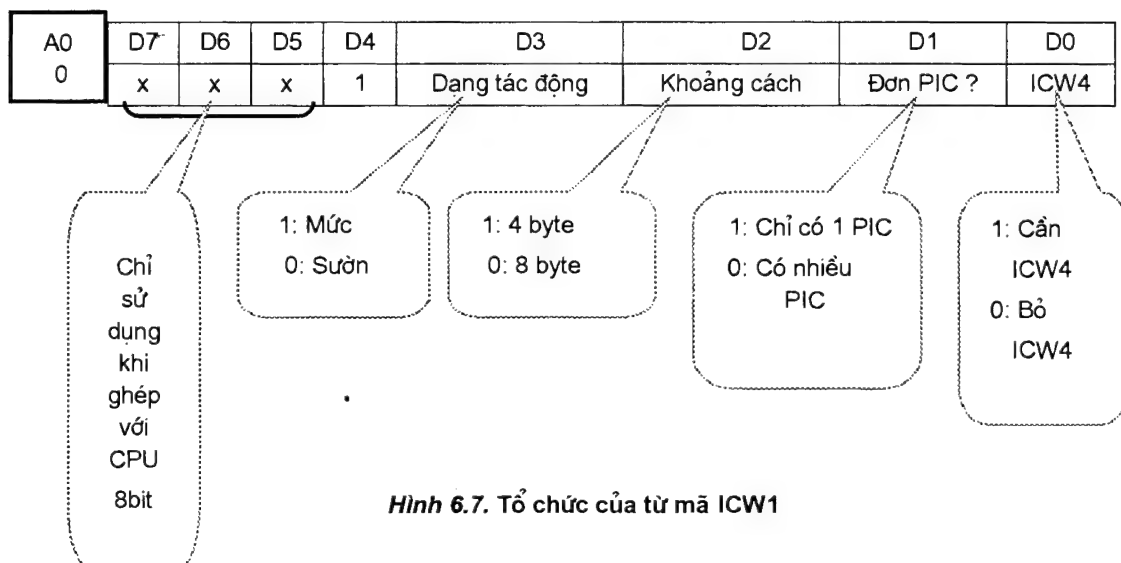 A0 D7 D6 D5 D4 D3 D2 D1 D0
0 x x x 1 Dạng tác động Khoảng cách Đơn PIC ? ICW4
Chỉ
sử
dụng
khi
ghép
với
CPU
8bit
1: Mức
0: Sườn
1: 4 byte
0: 8 byte
1: Chỉ có 1 PIC
0: Có nhiều
PIC
1: Cần
ICW4
0: Bỏ
ICW4
Hình 6.7. Tổ chức của từ mã ICW1